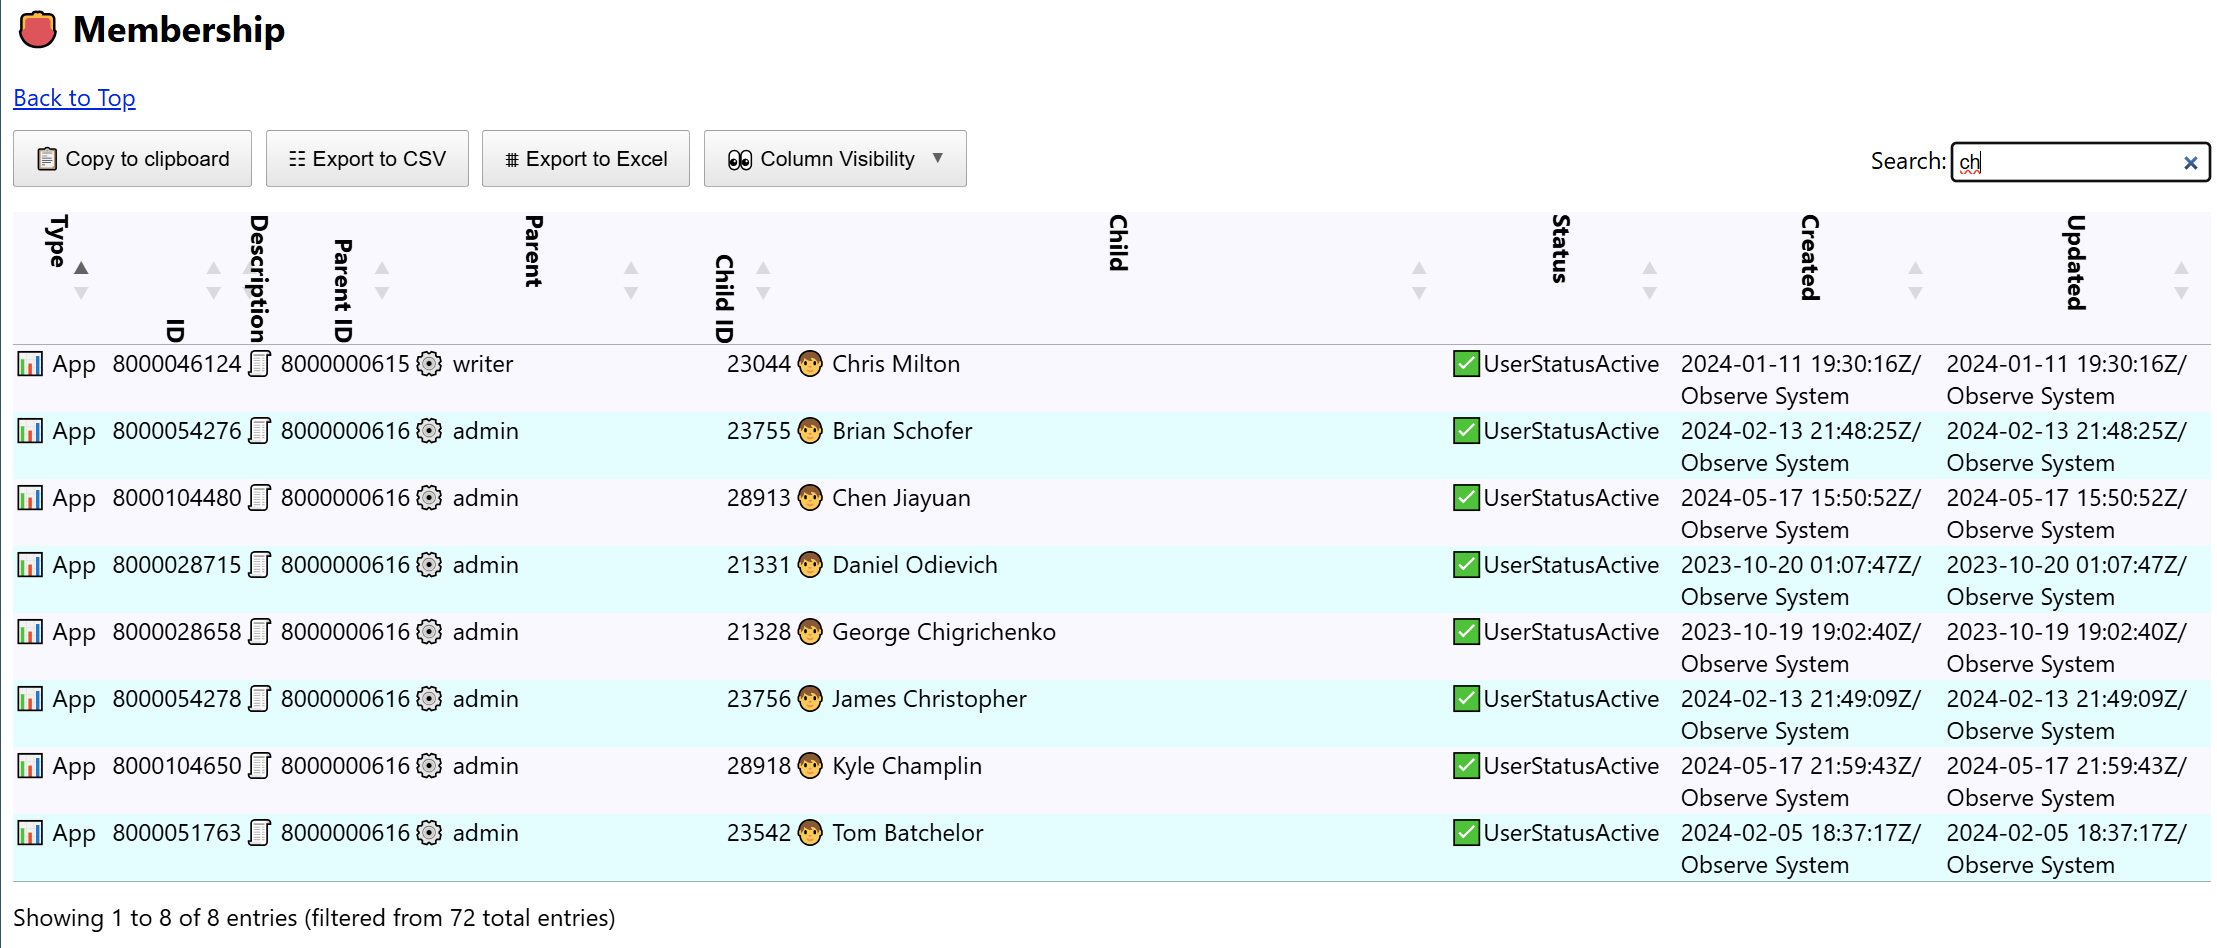 Membership
Back to Top
Copy to clipboard Export to CSV Export to Excel Column Visibility Search: ch
Type ID Description Parent ID Parent Child ID Child Status Created Updated
App 8000046124 8000000615 writer 23044 Chris Milton UserStatusActive 2024-01-11 19:30:16Z/ 2024-01-11 19:30:16Z/
Observe System Observe System
App 8000054276 8000000616 admin 23755 Brian Schofer UserStatusActive 2024-02-13 21:48:25Z/ 2024-02-13 21:48:25Z/
Observe System Observe System
App 8000104480 8000000616 admin 28913 Chen Jiayuan UserStatusActive 2024-05-17 15:50:52Z/ 2024-05-17 15:50:52Z/
Observe System Observe System
App 8000028715 8000000616 admin 21331 Daniel Odievich UserStatusActive 2023-10-20 01:07:47Z/ 2023-10-20 01:07:47Z/
Observe System Observe System
App 8000028658 8000000616 admin 21328 George Chigrichenko UserStatusActive 2023-10-19 19:02:40Z/ 2023-10-19 19:02:40Z/
Observe System Observe System
App 8000054278 8000000616 admin 23756 James Christopher UserStatusActive 2024-02-13 21:49:09Z/ 2024-02-13 21:49:09Z/
Observe System Observe System
App 8000104650 8000000616 admin 28918 Kyle Champlin UserStatusActive 2024-05-17 21:59:43Z/ 2024-05-17 21:59:43Z/
Observe System Observe System
App 8000051763 8000000616 admin 23542 Tom Batchelor UserStatusActive 2024-02-05 18:37:17Z/ 2024-02-05 18:37:17Z/
Observe System Observe System
Showing 1 to 8 of 8 entries (filtered from 72 total entries)